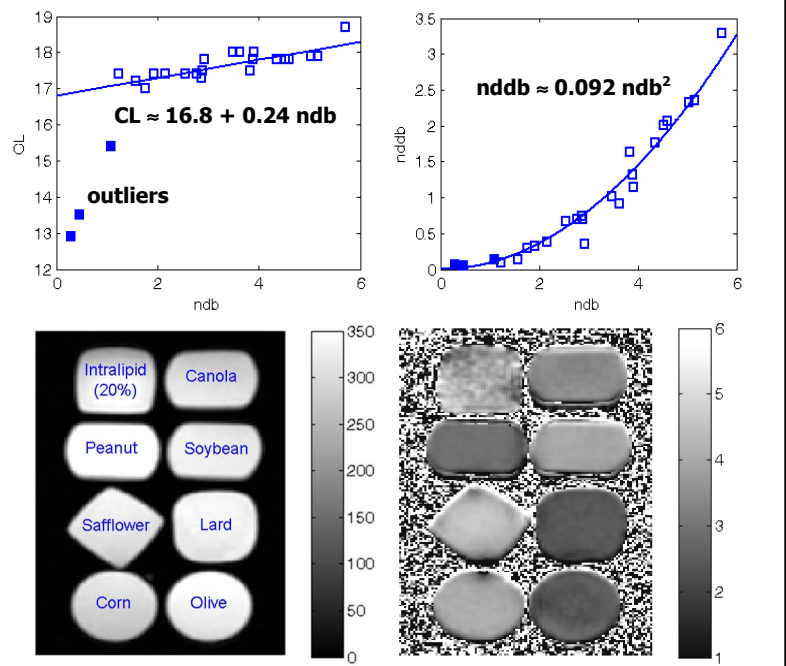 19
18
17
16
15
14
13
12
CL
CL ≈ 16.8 + 0.24 ndb
outliers
0
2
4
6
ndb
3.5
3
2.5
2
1.5
1
0.5
0
nddb
nddb ≈ 0.092 ndb²
0
2
4
6
ndb
Intralipid
(20%)
Canola
Peanut
Soybean
Safflower
Lard
Corn
Olive
350
300
250
200
150
100
50
0
6
5
4
3
2
1